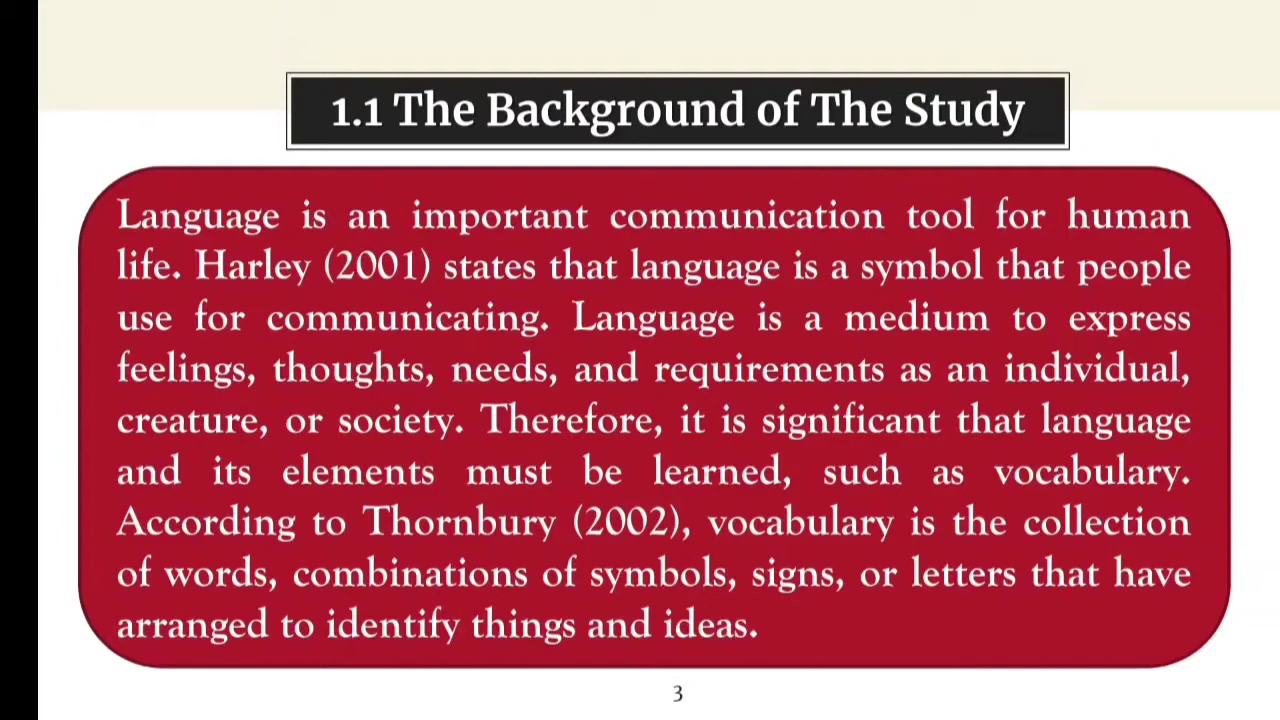 1.1 The Background of The Study
Language is an important communication tool for human
life. Harley (2001) states that language is a symbol that people
use for communicating. Language is a medium to express
feelings, thoughts, needs, and requirements as an individual,
creature, or society. Therefore, it is significant that language
and its elements must be learned, such as vocabulary.
According to Thornbury (2002), vocabulary is the collection
of words, combinations of symbols, signs, or letters that have
arranged to identify things and ideas.
3